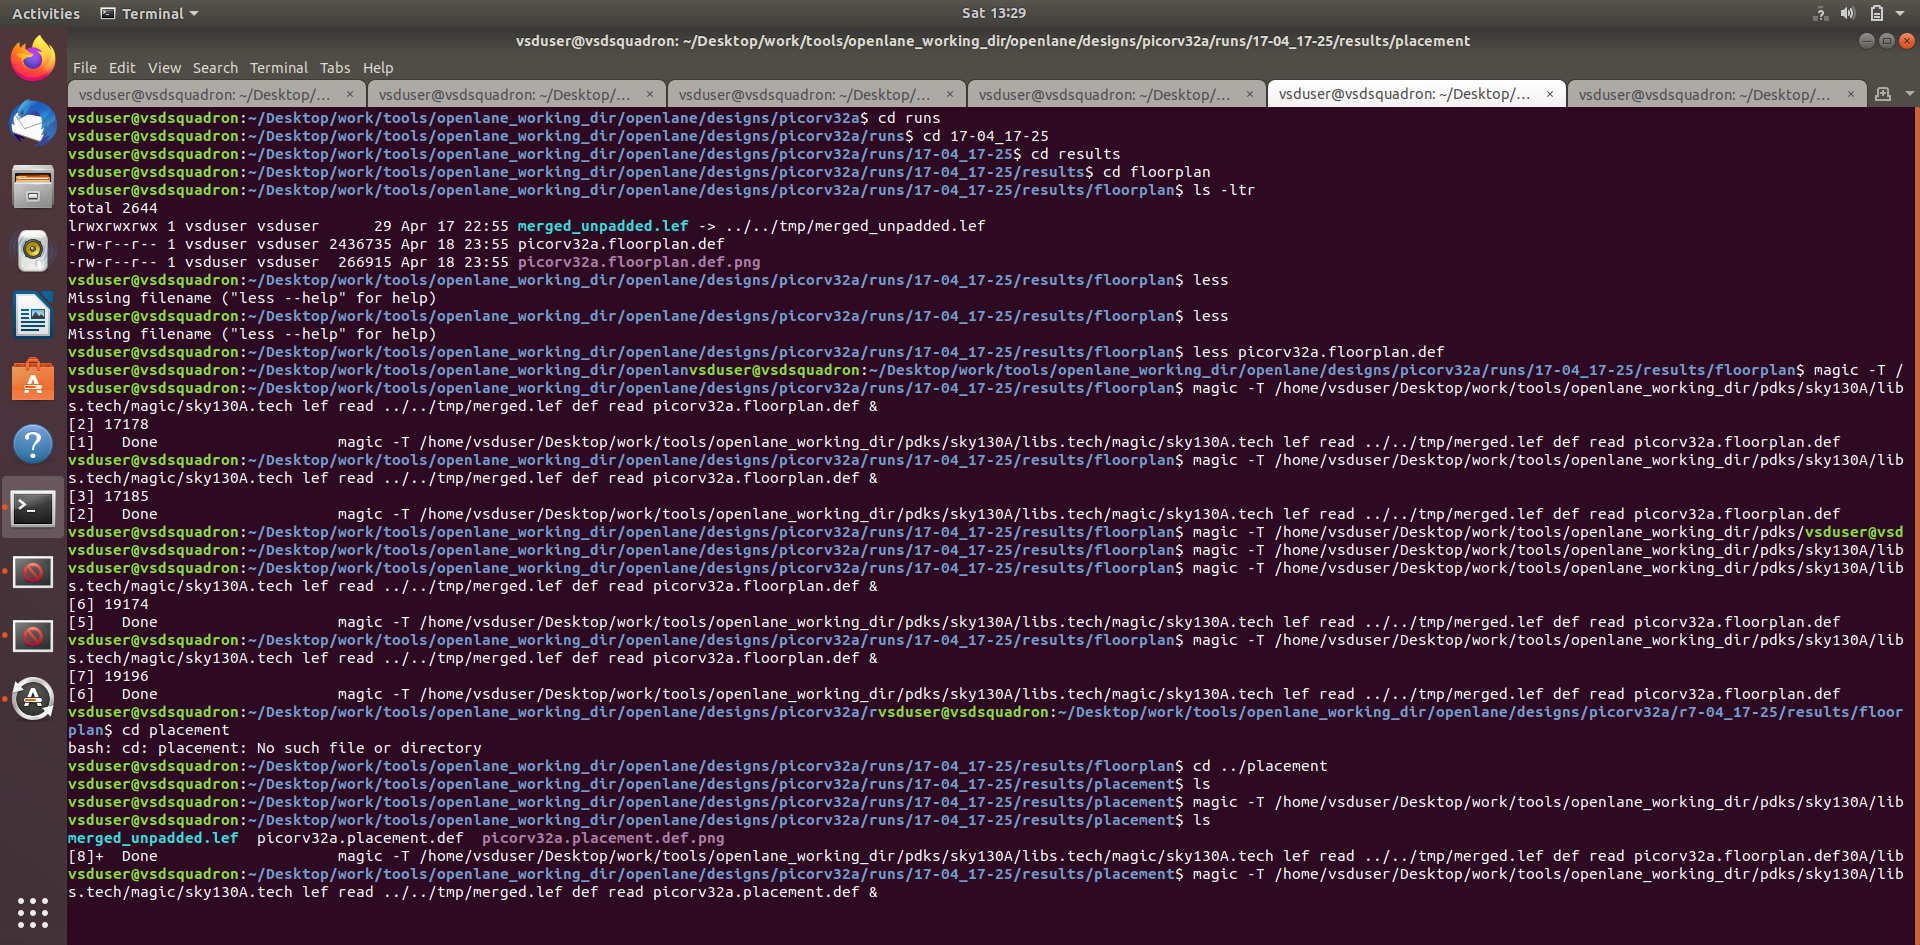 Activities
Terminal
Sat 13:29
vsduser@vsdsquadron: ~/Desktop/work/tools/openlane_working_dir/openlane/designs/picorv32a/runs/17-04_17-25/results/placement
File Edit View Search Terminal Tabs Help
vsduser@vsdsquadron: ~/Desktop/... × vsduser@vsdsquadron: ~/Desktop/... × vsduser@vsdsquadron: ~/Desktop/... × vsduser@vsdsquadron: ~/Desktop/... × vsduser@vsdsquadron: ~/Desktop/... × vsduser@vsdsquadron: ~/Desktop/... ×
vsduser@vsdsquadron:~/Desktop/work/tools/openlane_working_dir/openlane/designs/picorv32a$ cd runs
vsduser@vsdsquadron:~/Desktop/work/tools/openlane_working_dir/openlane/designs/picorv32a/runs$ cd 17-04_17-25
vsduser@vsdsquadron:~/Desktop/work/tools/openlane_working_dir/openlane/designs/picorv32a/runs/17-04_17-25$ cd results
vsduser@vsdsquadron:~/Desktop/work/tools/openlane_working_dir/openlane/designs/picorv32a/runs/17-04_17-25/results$ cd floorplan
vsduser@vsdsquadron:~/Desktop/work/tools/openlane_working_dir/openlane/designs/picorv32a/runs/17-04_17-25/results/floorplan$ ls -ltr
total 2644
lrwxrwxrwx 1 vsduser vsduser      29 Apr 17 22:55 merged_unpadded.lef -> ../../tmp/merged_unpadded.lef
-rw-r--r-- 1 vsduser vsduser 2436735 Apr 18 23:55 picorv32a.floorplan.def
-rw-r--r-- 1 vsduser vsduser  266915 Apr 18 23:55 picorv32a.floorplan.def.png
vsduser@vsdsquadron:~/Desktop/work/tools/openlane_working_dir/openlane/designs/picorv32a/runs/17-04_17-25/results/floorplan$ less
Missing filename ("less --help" for help)
vsduser@vsdsquadron:~/Desktop/work/tools/openlane_working_dir/openlane/designs/picorv32a/runs/17-04_17-25/results/floorplan$ less
Missing filename ("less --help" for help)
vsduser@vsdsquadron:~/Desktop/work/tools/openlane_working_dir/openlane/designs/picorv32a/runs/17-04_17-25/results/floorplan$ less picorv32a.floorplan.def
vsduser@vsdsquadron:~/Desktop/work/tools/openlane_working_dir/openlanvsduser@vsdsquadron:~/Desktop/work/tools/openlane_working_dir/openlane/designs/picorv32a/runs/17-04_17-25/results/floorplan$ magic -T /
vsduser@vsdsquadron:~/Desktop/work/tools/openlane_working_dir/openlane/designs/picorv32a/runs/17-04_17-25/results/floorplan$ magic -T /home/vsduser/Desktop/work/tools/openlane_working_dir/pdks/sky130A/lib
s.tech/magic/sky130A.tech lef read ../../tmp/merged.lef def read picorv32a.floorplan.def &
[2] 17178
[1]   Done                    magic -T /home/vsduser/Desktop/work/tools/openlane_working_dir/pdks/sky130A/libs.tech/magic/sky130A.tech lef read ../../tmp/merged.lef def read picorv32a.floorplan.def
vsduser@vsdsquadron:~/Desktop/work/tools/openlane_working_dir/openlane/designs/picorv32a/runs/17-04_17-25/results/floorplan$ magic -T /home/vsduser/Desktop/work/tools/openlane_working_dir/pdks/sky130A/lib
s.tech/magic/sky130A.tech lef read ../../tmp/merged.lef def read picorv32a.floorplan.def &
[3] 17185
[2]   Done                    magic -T /home/vsduser/Desktop/work/tools/openlane_working_dir/pdks/sky130A/libs.tech/magic/sky130A.tech lef read ../../tmp/merged.lef def read picorv32a.floorplan.def
vsduser@vsdsquadron:~/Desktop/work/tools/openlane_working_dir/openlane/designs/picorv32a/runs/17-04_17-25/results/floorplan$ magic -T /home/vsduser/Desktop/work/tools/openlane_working_dir/pdks/vsduser@vsd
vsduser@vsdsquadron:~/Desktop/work/tools/openlane_working_dir/openlane/designs/picorv32a/runs/17-04_17-25/results/floorplan$ magic -T /home/vsduser/Desktop/work/tools/openlane_working_dir/pdks/sky130A/lib
vsduser@vsdsquadron:~/Desktop/work/tools/openlane_working_dir/openlane/designs/picorv32a/runs/17-04_17-25/results/floorplan$ magic -T /home/vsduser/Desktop/work/tools/openlane_working_dir/pdks/sky130A/lib
s.tech/magic/sky130A.tech lef read ../../tmp/merged.lef def read picorv32a.floorplan.def &
[6] 19174
[5]   Done                    magic -T /home/vsduser/Desktop/work/tools/openlane_working_dir/pdks/sky130A/libs.tech/magic/sky130A.tech lef read ../../tmp/merged.lef def read picorv32a.floorplan.def
vsduser@vsdsquadron:~/Desktop/work/tools/openlane_working_dir/openlane/designs/picorv32a/runs/17-04_17-25/results/floorplan$ magic -T /home/vsduser/Desktop/work/tools/openlane_working_dir/pdks/sky130A/lib
s.tech/magic/sky130A.tech lef read ../../tmp/merged.lef def read picorv32a.floorplan.def &
[7] 19196
[6]   Done                    magic -T /home/vsduser/Desktop/work/tools/openlane_working_dir/pdks/sky130A/libs.tech/magic/sky130A.tech lef read ../../tmp/merged.lef def read picorv32a.floorplan.def
vsduser@vsdsquadron:~/Desktop/work/tools/openlane_working_dir/openlane/designs/picorv32a/rvsduser@vsdsquadron:~/Desktop/work/tools/openlane_working_dir/openlane/designs/picorv32a/r7-04_17-25/results/floor
plan$ cd placement
bash: cd: placement: No such file or directory
vsduser@vsdsquadron:~/Desktop/work/tools/openlane_working_dir/openlane/designs/picorv32a/runs/17-04_17-25/results/floorplan$ cd ../placement
vsduser@vsdsquadron:~/Desktop/work/tools/openlane_working_dir/openlane/designs/picorv32a/runs/17-04_17-25/results/placement$ ls
vsduser@vsdsquadron:~/Desktop/work/tools/openlane_working_dir/openlane/designs/picorv32a/runs/17-04_17-25/results/placement$ magic -T /home/vsduser/Desktop/work/tools/openlane_working_dir/pdks/sky130A/lib
vsduser@vsdsquadron:~/Desktop/work/tools/openlane_working_dir/openlane/designs/picorv32a/runs/17-04_17-25/results/placement$ ls
merged_unpadded.lef  picorv32a.placement.def  picorv32a.placement.def.png
[8]+  Done                    magic -T /home/vsduser/Desktop/work/tools/openlane_working_dir/pdks/sky130A/libs.tech/magic/sky130A.tech lef read ../../tmp/merged.lef def read picorv32a.floorplan.def30A/lib
vsduser@vsdsquadron:~/Desktop/work/tools/openlane_working_dir/openlane/designs/picorv32a/runs/17-04_17-25/results/placement$ magic -T /home/vsduser/Desktop/work/tools/openlane_working_dir/pdks/sky130A/lib
s.tech/magic/sky130A.tech lef read ../../tmp/merged.lef def read picorv32a.placement.def &